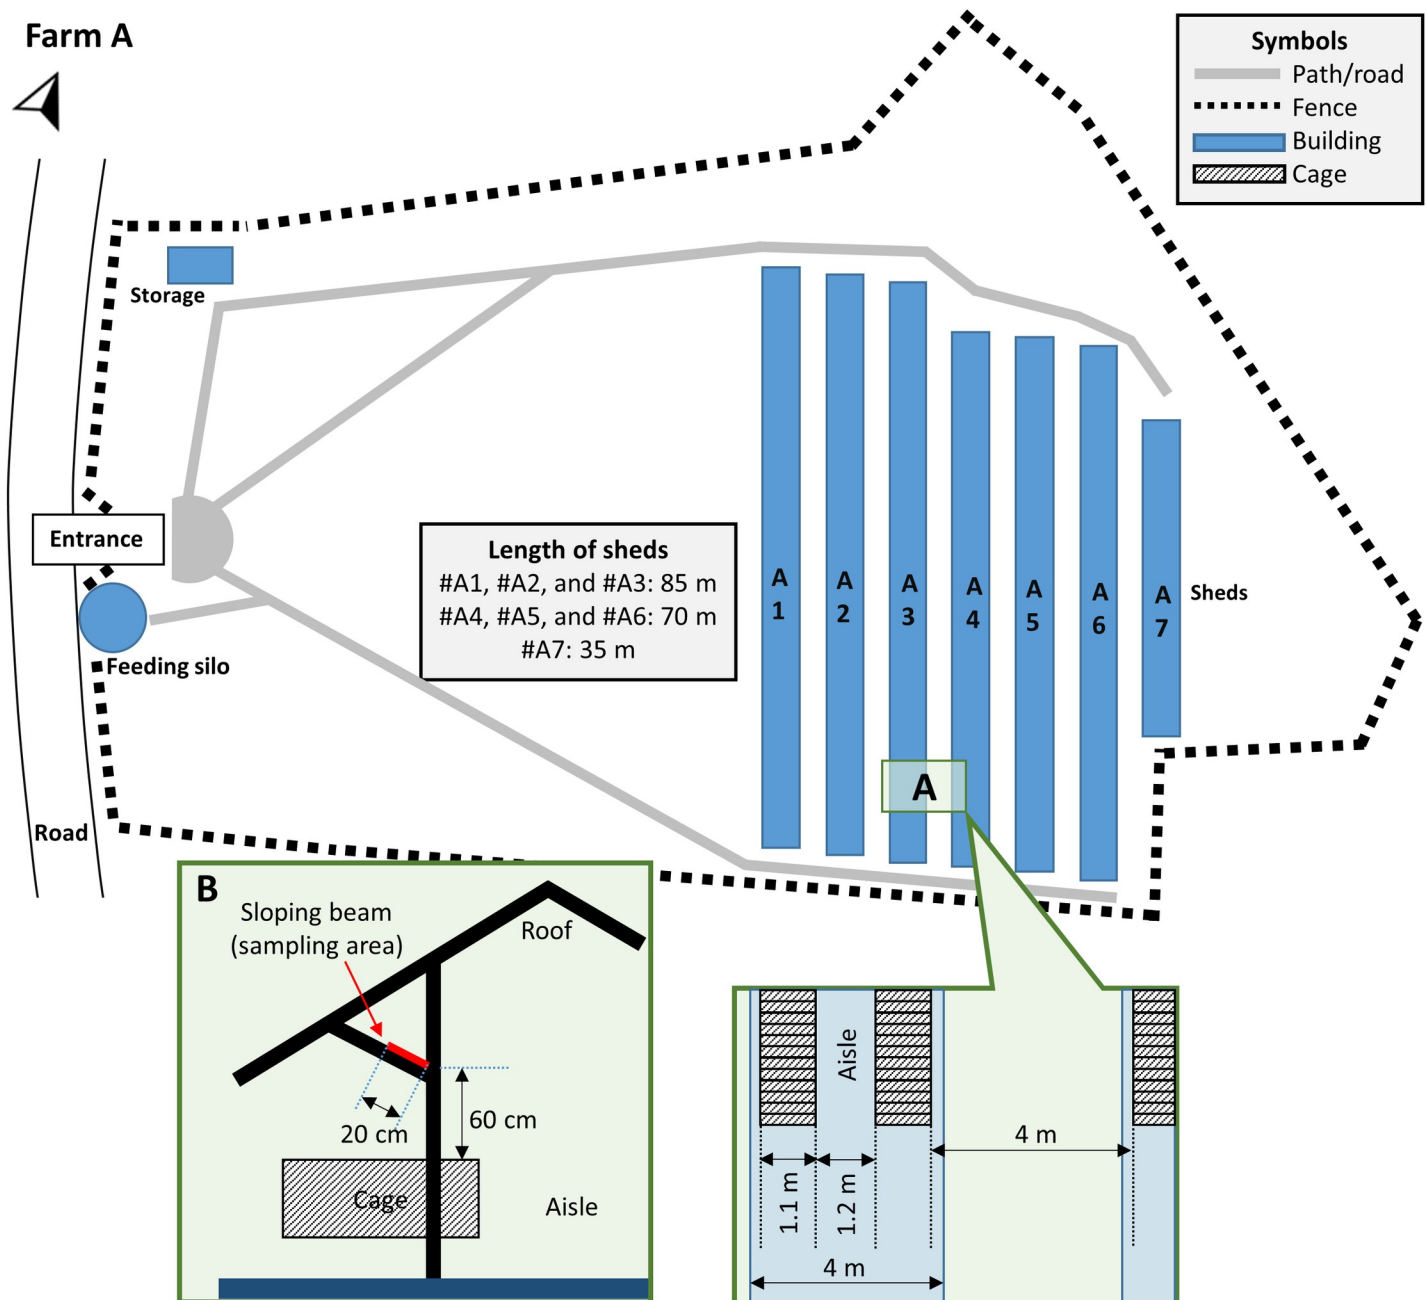 Farm A
Symbols
Path/road
Fence
Building
Cage
Storage
Entrance
Feeding silo
Road
Length of sheds
#A1, #A2, and #A3: 85 m
#A4, #A5, and #A6: 70 m
#A7: 35 m
A
1
A
2
A
3
A
4
A
5
A
6
A
7
Sheds
A
B
Sloping beam
(sampling area)
Roof
20 cm
60 cm
Cage
Aisle
Aisle
4 m
1.1 m
1.2 m
4 m